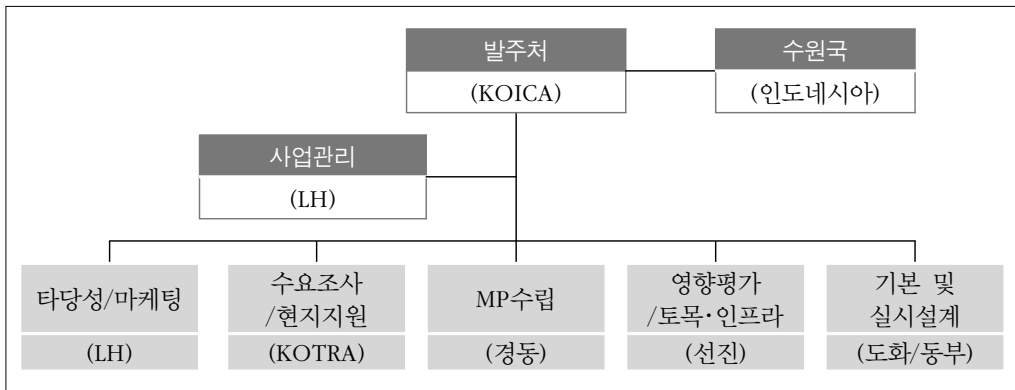 발주처
(KOICA)
수원국
(인도네시아)
사업관리
(LH)
타당성/마케팅
(LH)
수요조사
/현지지원
(KOTRA)
MP수립
(경동)
영향평가
/토목·인프라
(선진)
기본 및
실시설계
(도화/동부)